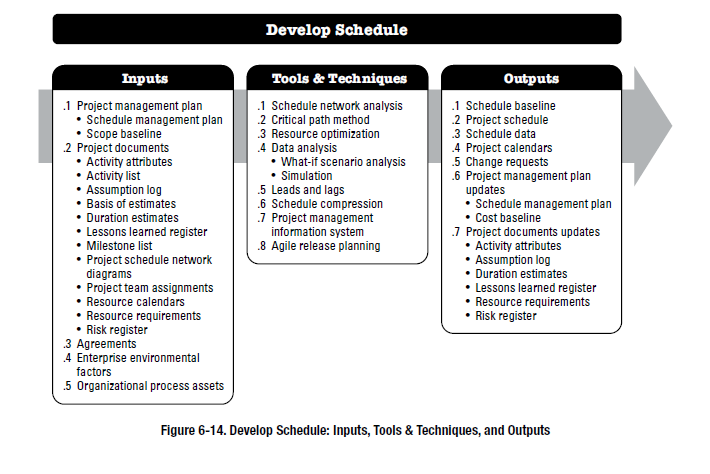 Develop Schedule
Inputs
.1 Project management plan
• Schedule management plan
• Scope baseline
.2 Project documents
• Activity attributes
• Activity list
• Assumption log
• Basis of estimates
• Duration estimates
• Lessons learned register
• Milestone list
• Project schedule network
diagrams
• Project team assignments
• Resource calendars
• Resource requirements
• Risk register
.3 Agreements
.4 Enterprise environmental
factors
.5 Organizational process assets
Tools & Techniques
.1 Schedule network analysis
.2 Critical path method
.3 Resource optimization
.4 Data analysis
• What-if scenario analysis
• Simulation
.5 Leads and lags
.6 Schedule compression
.7 Project management
information system
.8 Agile release planning
Outputs
.1 Schedule baseline
.2 Project schedule
.3 Schedule data
.4 Project calendars
.5 Change requests
.6 Project management plan
updates
• Schedule management plan
• Cost baseline
.7 Project documents updates
• Activity attributes
• Assumption log
• Duration estimates
• Lessons learned register
• Resource requirements
• Risk register
Figure 6-14. Develop Schedule: Inputs, Tools & Techniques, and Outputs